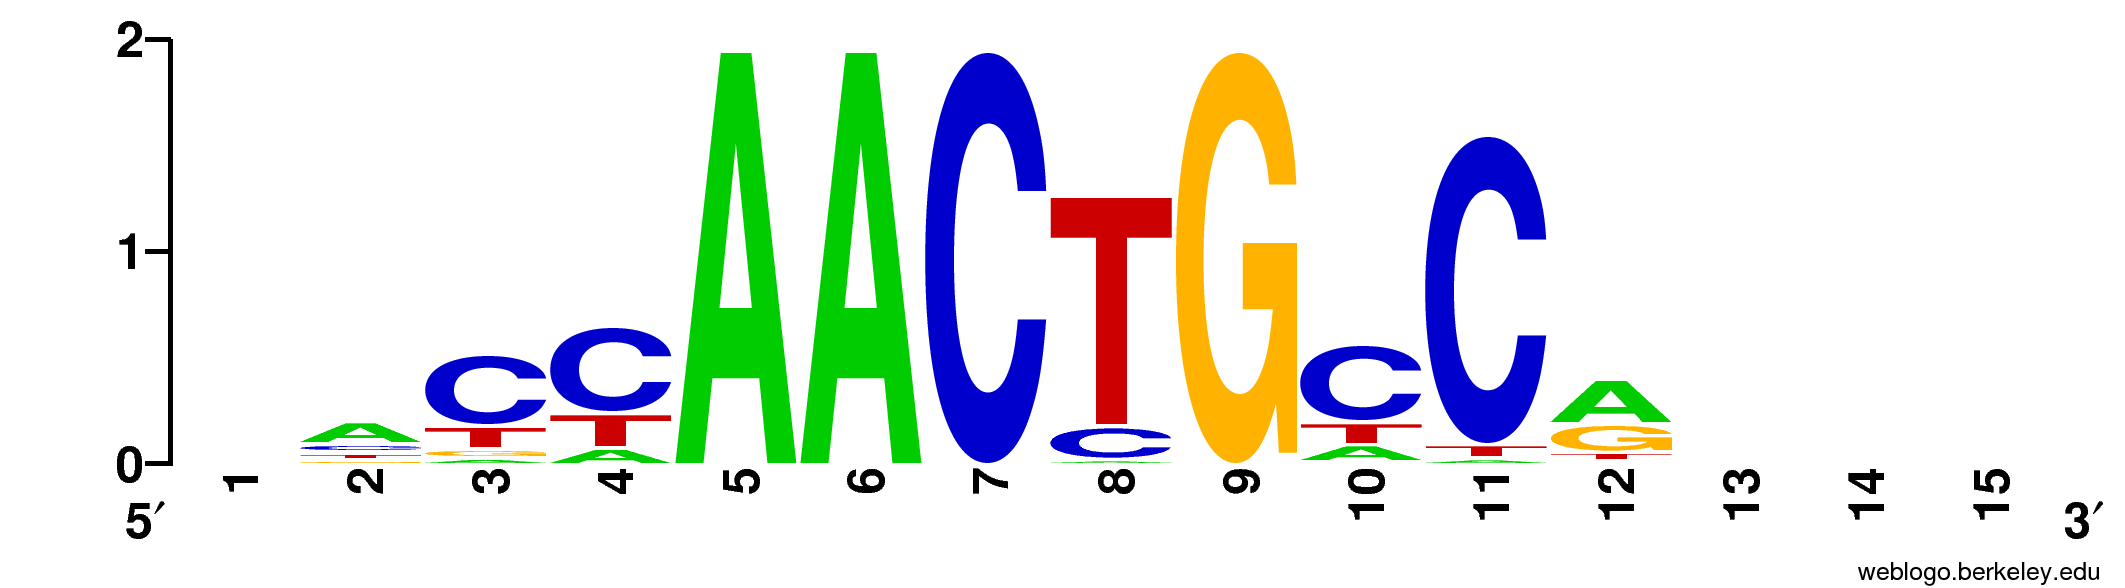 2
1
0
A C T G
C T G A
C T A
A
A
C
T C A
G
C T A
C T A
A G T
1 2 3 4 5 6 7 8 9 10 11 12 13 14 15
5′ 3′
weblogo.berkeley.edu